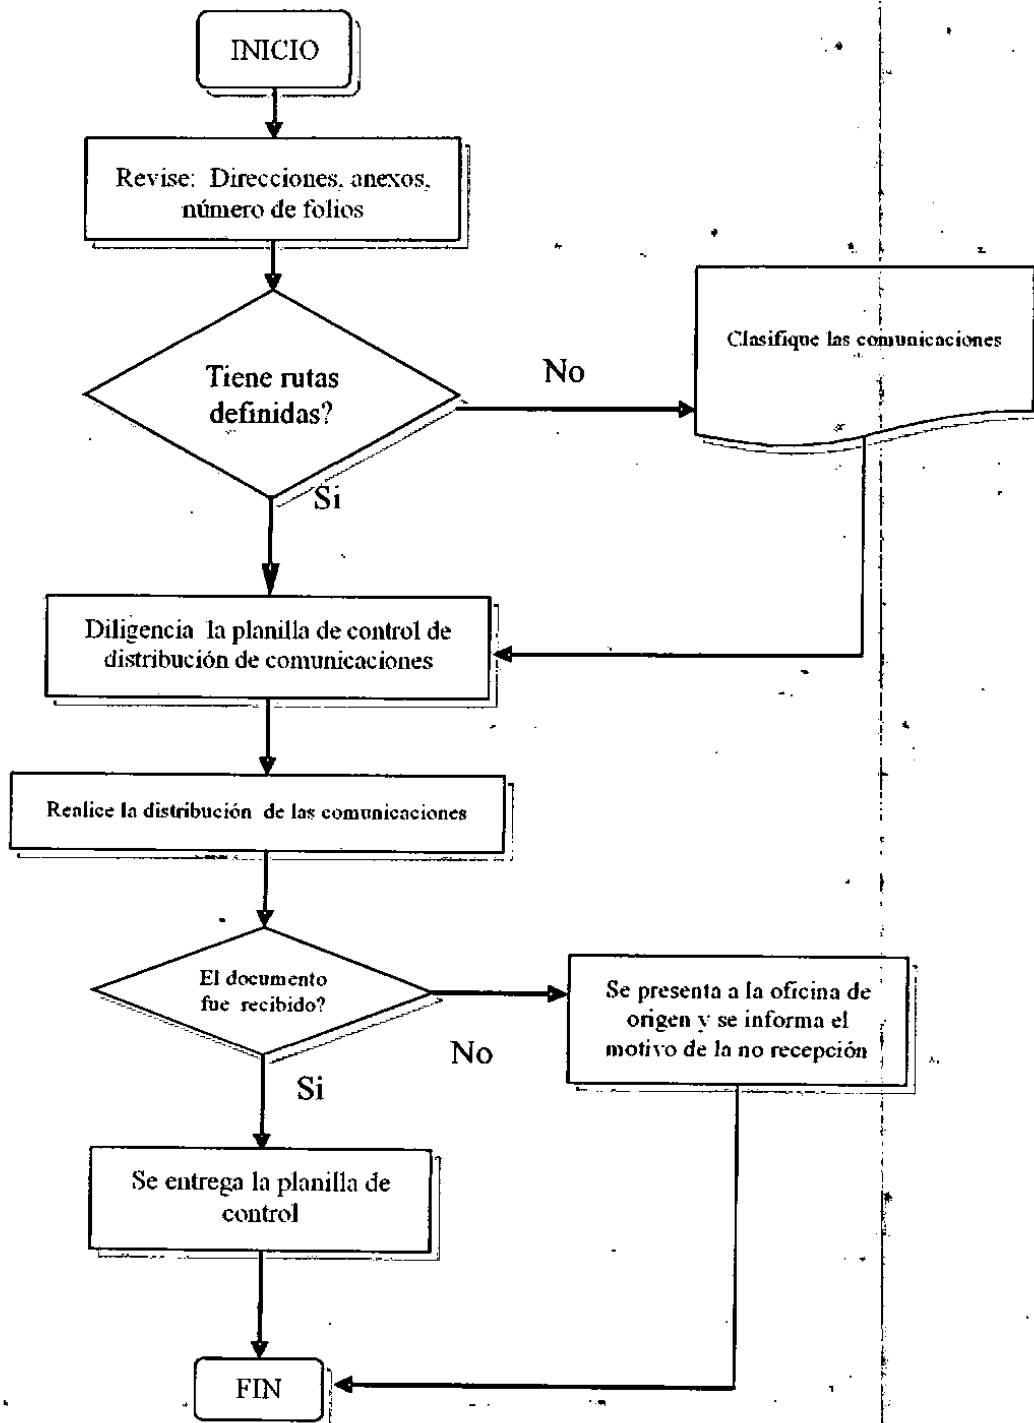 INICIO
Revise: Direcciones, anexos,
número de folios
Tiene rutas
definidas?
No
Clasifique las comunicaciones
Si
Diligencia la planilla de control de
distribución de comunicaciones
Realice la distribución de las comunicaciones
El documento
fue recibido?
No
Se presenta a la oficina de
origen y se informa el
motivo de la no recepción
Si
Se entrega la planilla de
control
FIN